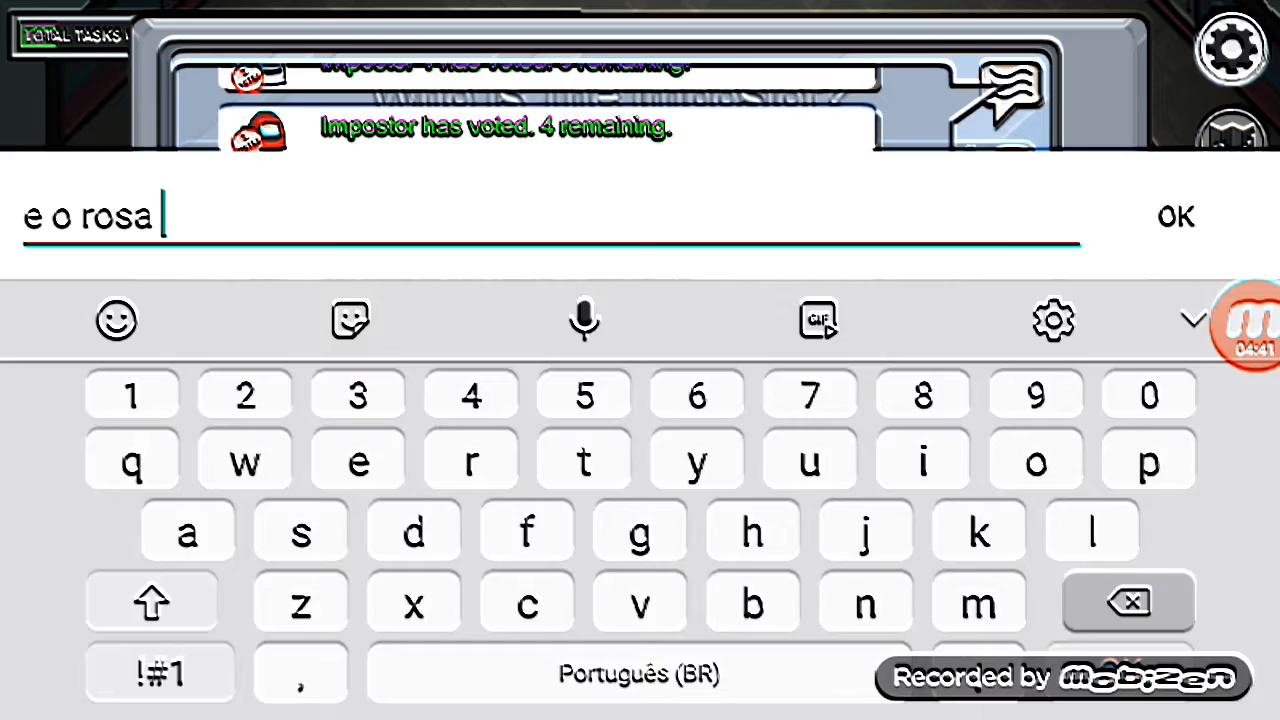 TOTAL TASKS
Impostor has voted. 4 remaining.
e o rosa
OK
GIF
04:41
1 2 3 4 5 6 7 8 9 0
q w e r t y u i o p
a s d f g h j k l
z x c v b n m
!#1 , Português (BR)
Recorded by mobizen